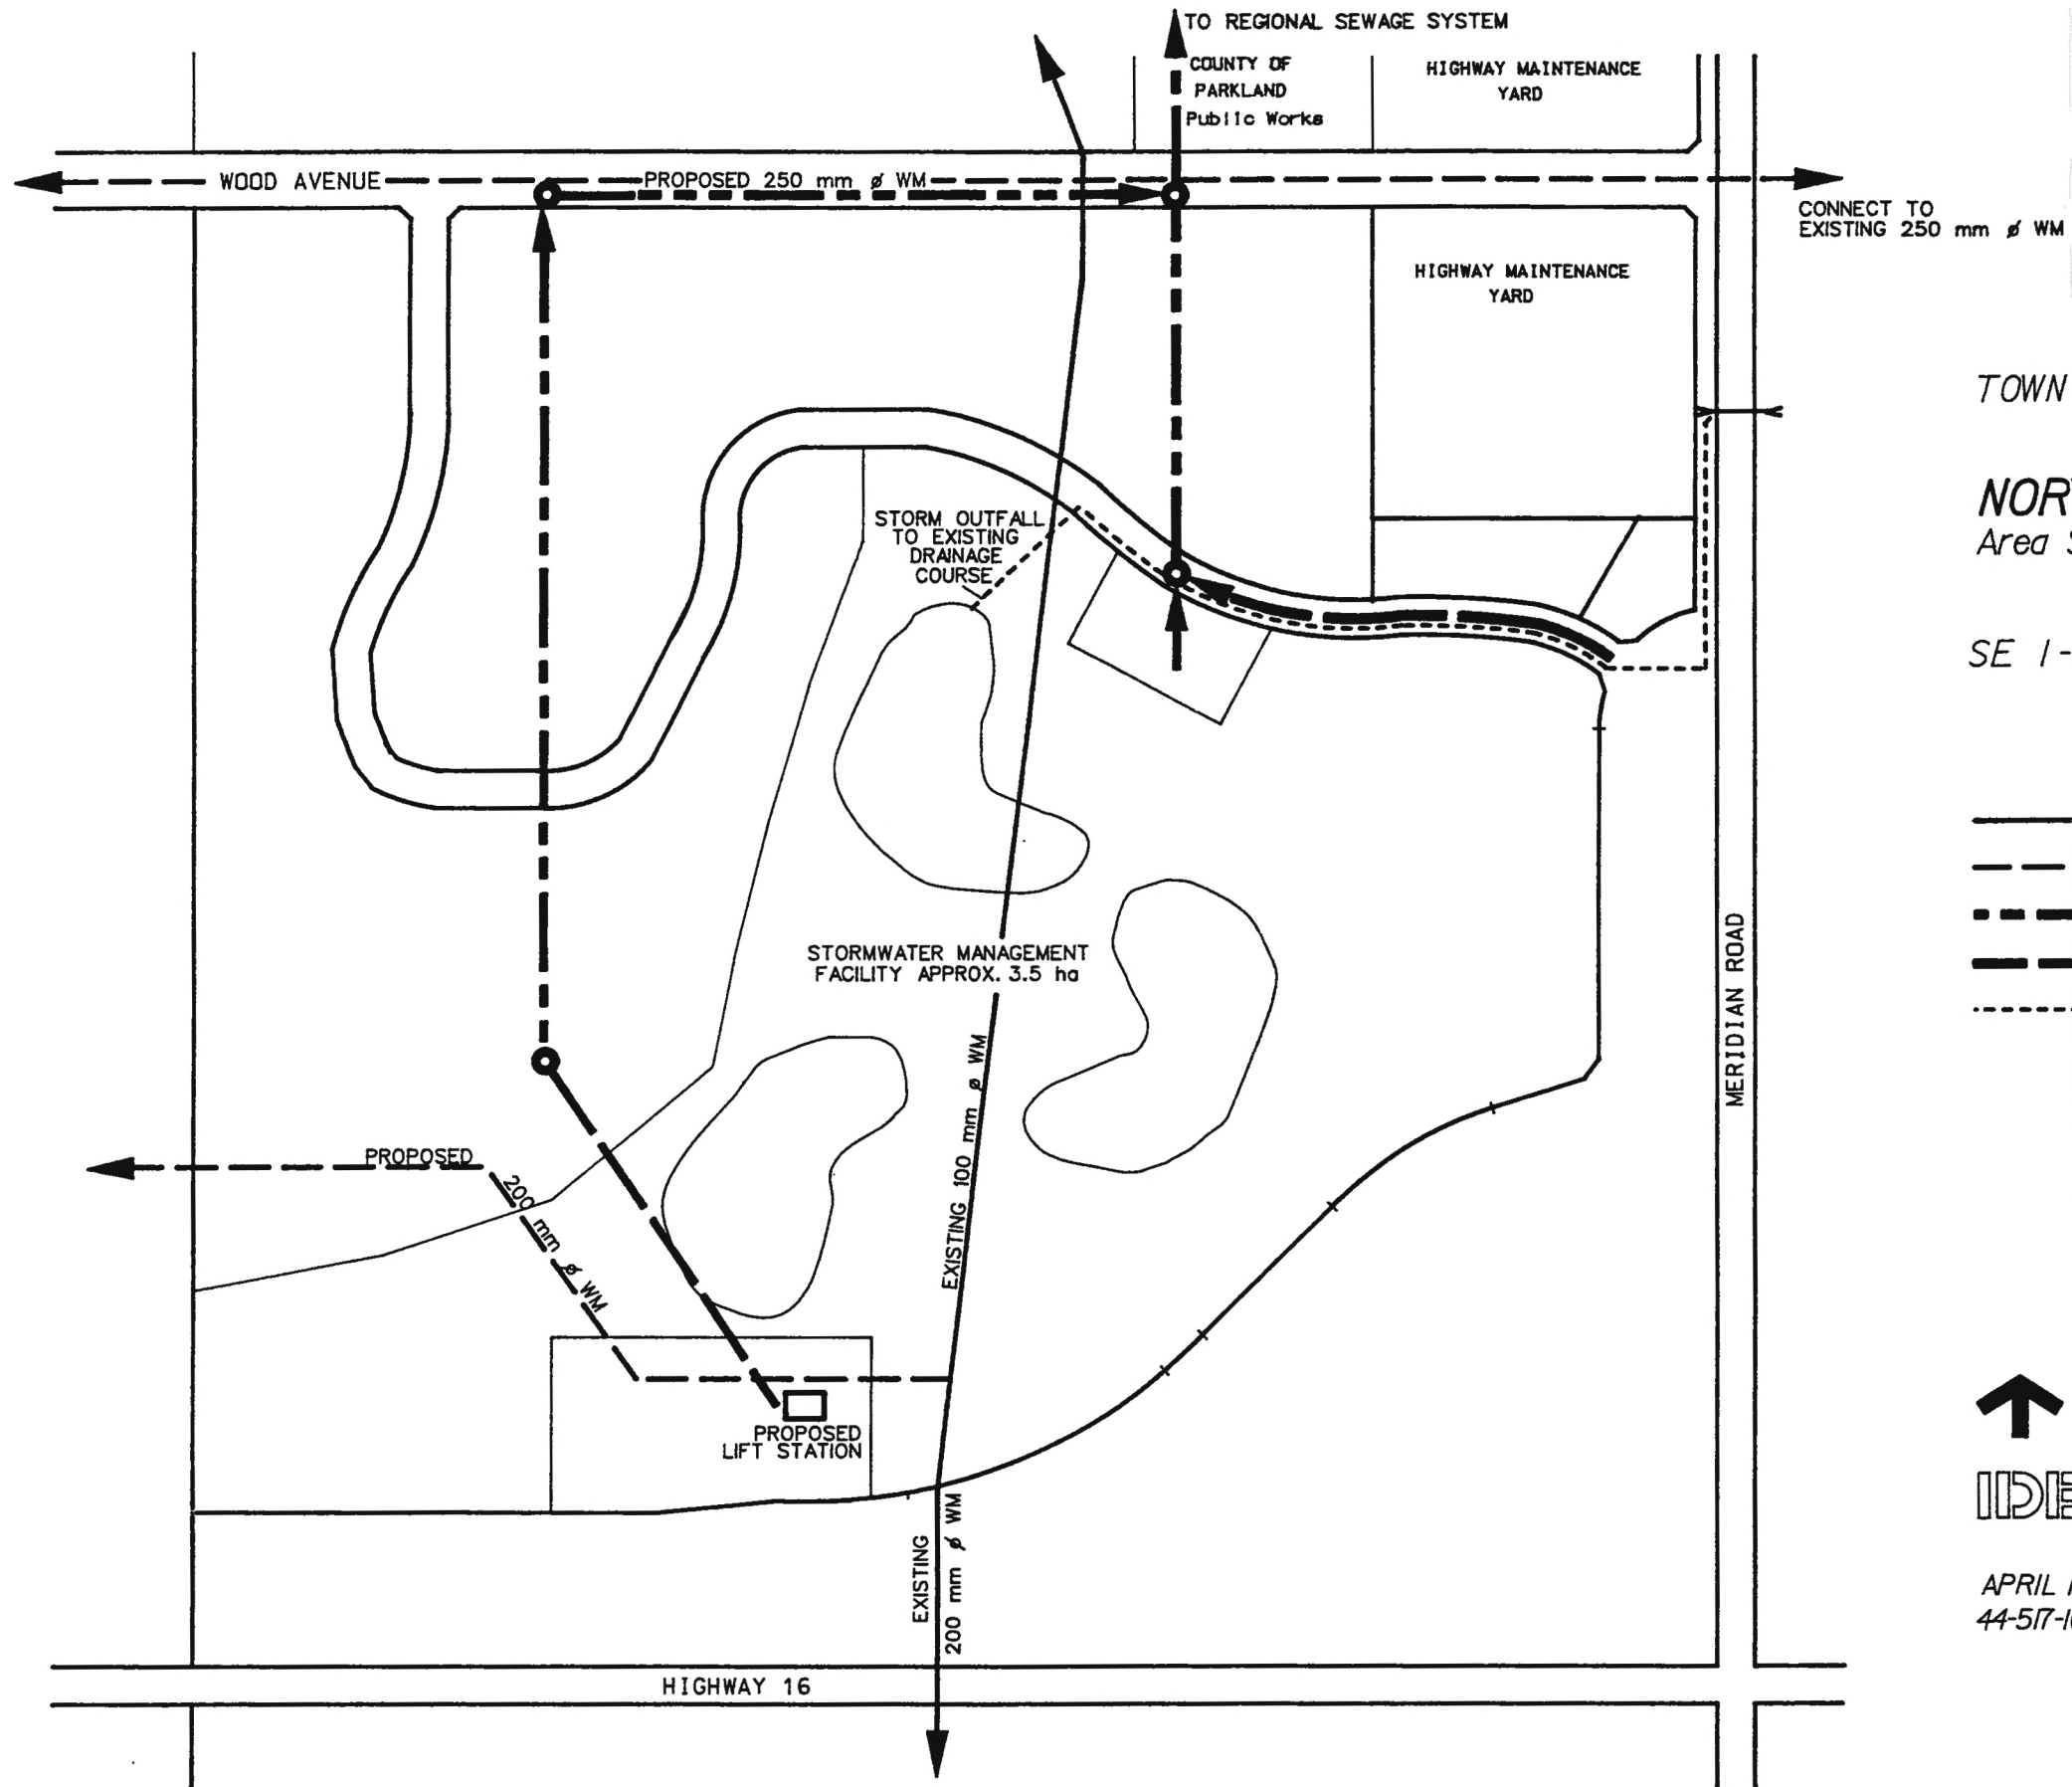 TO REGIONAL SEWAGE SYSTEM
COUNTY OF
PARKLAND
Public Works
HIGHWAY MAINTENANCE
YARD
WOOD AVENUE
PROPOSED 250 mm ø WM
CONNECT TO
EXISTING 250 mm ø WM
HIGHWAY MAINTENANCE
YARD
TOWN
NOR
Area
SE 1-
STORM OUTFALL
TO EXISTING
DRAINAGE
COURSE
STORMWATER MANAGEMENT
FACILITY APPROX. 3.5 ha
MERIDIAN ROAD
EXISTING 100 mm ø WM
PROPOSED
200 mm ø WM
PROPOSED
LIFT STATION
EXISTING
200 mm ø WM
HIGHWAY 16
APRIL
44-517-